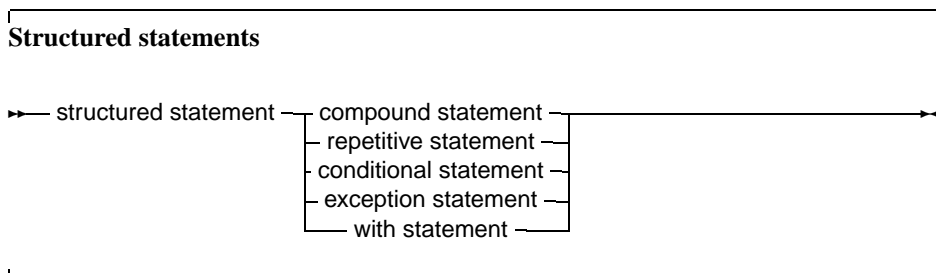 Structured statements
structured statement compound statement
repetitive statement
conditional statement
exception statement
with statement